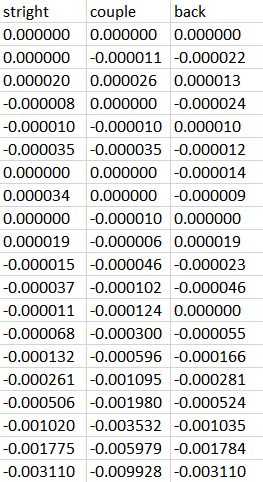 stright couple back
0.000000 0.000000 0.000000
0.000000 -0.000011 -0.000022
0.000020 0.000026 0.000013
-0.000008 0.000000 -0.000024
-0.000010 -0.000010 0.000010
-0.000035 -0.000035 -0.000012
0.000000 0.000000 -0.000014
0.000034 0.000000 -0.000009
0.000000 -0.000010 0.000000
0.000019 -0.000006 0.000019
-0.000015 -0.000046 -0.000023
-0.000037 -0.000102 -0.000046
-0.000011 -0.000124 0.000000
-0.000068 -0.000300 -0.000055
-0.000132 -0.000596 -0.000166
-0.000261 -0.001095 -0.000281
-0.000506 -0.001980 -0.000524
-0.001020 -0.003532 -0.001035
-0.001775 -0.005979 -0.001784
-0.003110 -0.009928 -0.003110